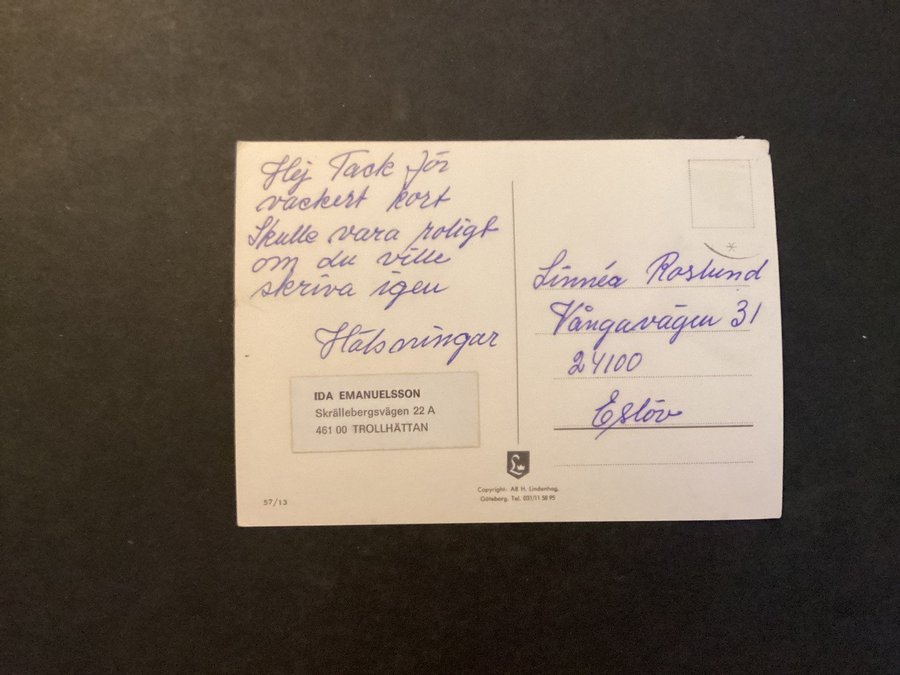 Hej Tack för
vackert kort
Skulle vara roligt
om du ville
skriva igen
Hälsningar
IDA EMANUELSSON
Skrällebergsvägen 22 A
461 00 TROLLHÄTTAN
57/13
Linnéa Roslund
Vångavägen 31
24100
Eslöv
L
Copyright. AB H. Lindenhag.
Göteborg. Tel. 031/11 58 95